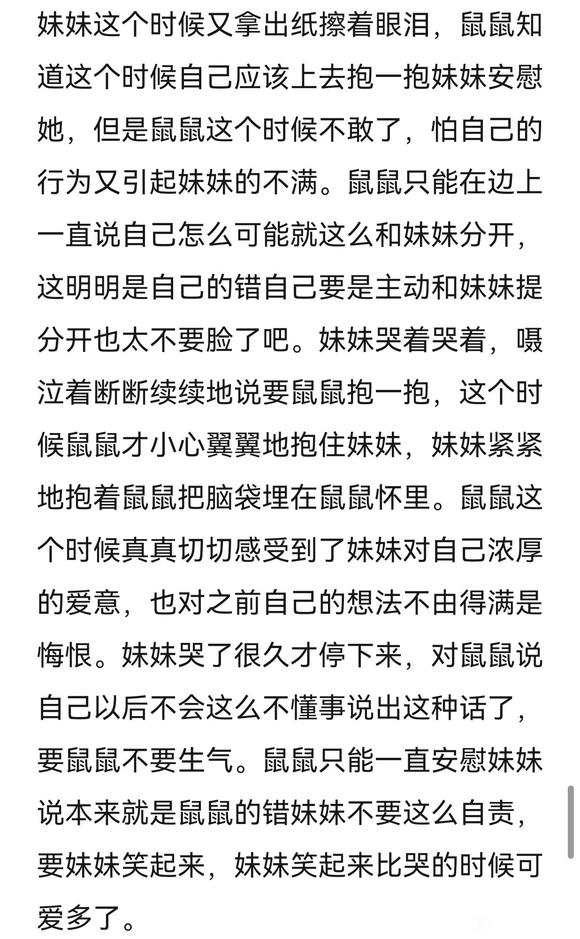 妹妹这个时候又拿出纸擦着眼泪，鼠鼠知
道这个时候自己应该上去抱一抱妹妹安慰
她，但是鼠鼠这个时候不敢了，怕自己的
行为又引起妹妹的不满。鼠鼠只能在边上
一直说自己怎么可能就这么和妹妹分开，
这明明是自己的错自己要是主动和妹妹提
分开也太不要脸了吧。妹妹哭着哭着，嗫
泣着断断续续地说要鼠鼠抱一抱，这个时
候鼠鼠才小心翼翼地抱住妹妹，妹妹紧紧
地抱着鼠鼠把脑袋埋在鼠鼠怀里。鼠鼠这
个时候真真切切感受到了妹妹对自己浓厚
的爱意，也对之前自己的想法不由得满是
悔恨。妹妹哭了很久才停下来，对鼠鼠说
自己以后不会这么不懂事说出这种话了，
要鼠鼠不要生气。鼠鼠只能一直安慰妹妹
说本来就是鼠鼠的错妹妹不要这么自责，
要妹妹笑起来，妹妹笑起来比哭的时候可
爱多了。